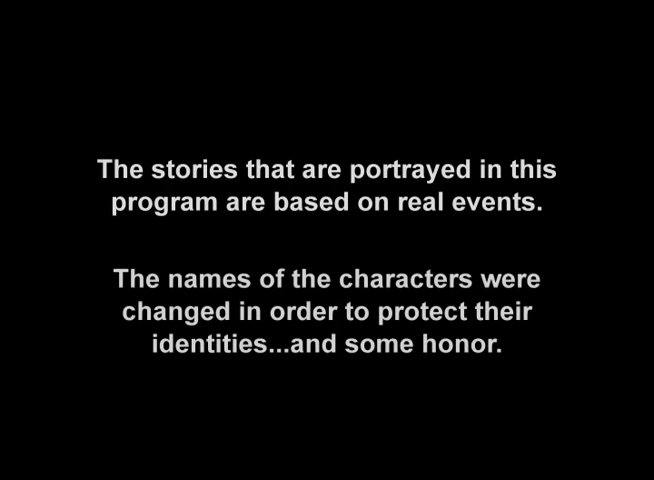 The stories that are portrayed in this
program are based on real events.
The names of the characters were
changed in order to protect their
identities...and some honor.